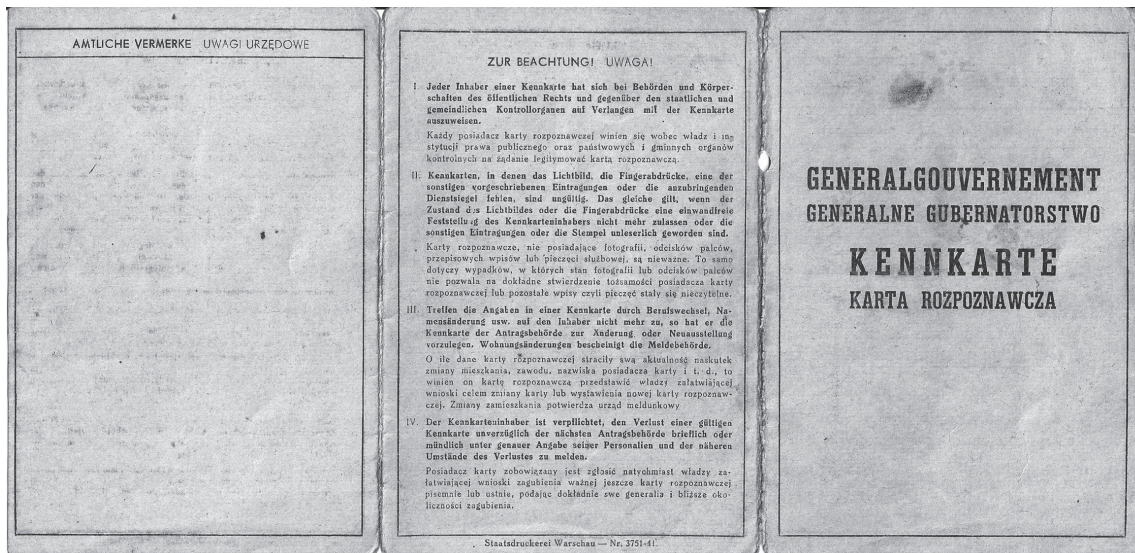 AMTLICHE VERMERKE UWAGI URZĘDOWE
ZUR BEACHTUNG! UWAGA!
I. Jeder Inhaber einer Kennkarte hat sich bei Behörden und Körper-
schaften des öffentlichen Rechts und gegenüber den staatlichen und
gemeindlichen Kontrollorganen auf Verlangen mit der Kennkarte
auszuweisen.
Każdy posiadacz karty rozpoznawczej winien się wobec władz i in-
stytucji prawa publicznego oraz państwowych i gminnych organów
kontrolnych na żądanie legitymować kartą rozpoznawczą.
II. Kennkarten, in denen das Lichtbild, die Fingerabdrücke, eine der
sonstigen vorgeschriebenen Eintragungen oder die anzubringenden
Dienstsiegel fehlen, sind ungültig. Das gleiche gilt, wenn der
Zustand des Lichtbildes oder die Fingerabdrücke eine einwandfreie
Feststellung des Kennkarteninhabers nicht mehr zulassen oder die
sonstigen Eintragungen oder die Stempel unleserlich geworden sind.
Karty rozpoznawcze, nie posiadające fotografii, odcisków palców,
przepisowych wpisów lub pieczęci służbowej, są nieważne. To samo
dotyczy wypadków, w których stan fotografii lub odcisków palców
nie pozwala na dokładne stwierdzenie tożsamości posiadacza karty
rozpoznawczej lub pozostałe wpisy czyli pieczęć stały się nieczytelne.
III. Treffen die Angaben in einer Kennkarte durch Berufswechsel, Na-
mensänderung usw. auf den Inhaber nicht mehr zu, so hat er die
Kennkarte der Antragsbehörde zur Änderung oder Neuausstellung
vorzulegen. Wohnungsänderungen bescheinigt die Meldebehörde.
O ile dane karty rozpoznawczej straciły swą aktualność naskutek
zmiany mieszkania, zawodu, nazwiska posiadacza karty i t. d., to
winien on kartę rozpoznawczą przedstawić władzy załatwiającej
wnioski celem zmiany karty lub wystawienia nowej karty rozpoznaw-
czej. Zmiany zamieszkania potwierdza urząd meldunkowy
IV. Der Kennkarteninhaber ist verpflichtet, den Verlust einer gültigen
Kennkarte unverzüglich der nächsten Antragsbehörde brieflich oder
mündlich unter genauer Angabe seiner Personalien und der näheren
Umstände des Verlustes zu melden.
Posiadacz karty zobowiązany jest zgłosić natychmiast władzy za-
łatwiającej wnioski zagubienia ważnej jeszcze karty rozpoznawczej
pisemnie lub ustnie, podając dokładnie swe generalia i bliższe oko-
liczności zagubienia.
Staatsdruckerei Warschau — Nr. 3751-41.
GENERALGOUVERNEMENT
GENERALNE GUBERNATORSTWO
KENNKARTE
KARTA ROZPOZNAWCZA